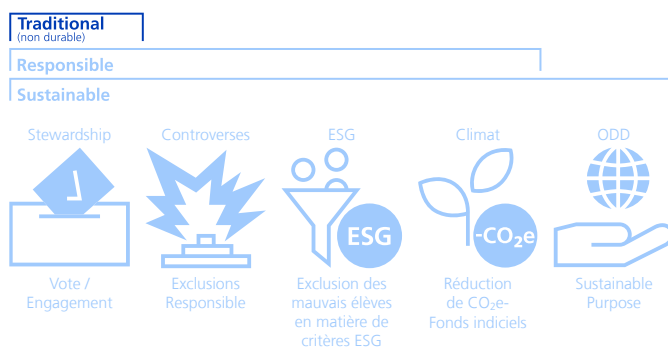 Traditional
(non durable)
Responsible
Sustainable
Stewardship
Controverses
ESG
Climat
ODD
ESG
-CO₂e
Vote /
Engagement
Exclusions
Responsible
Exclusion des
mauvais élèves
en matière de
critères ESG
Réduction
de CO₂e-
Fonds indiciels
Sustainable
Purpose